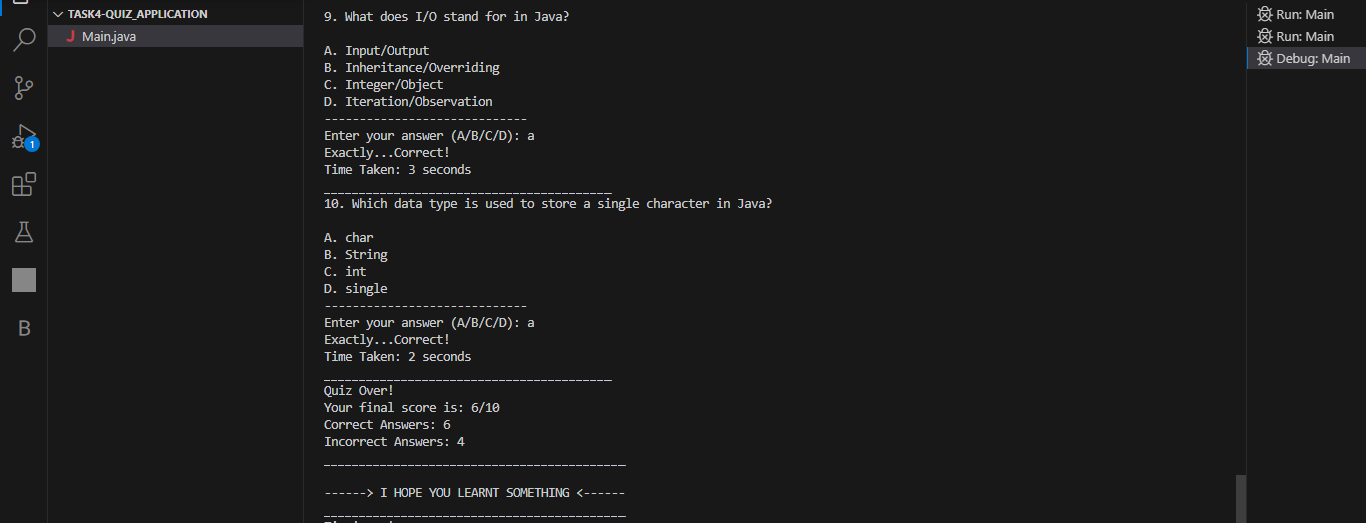 TASK4-QUIZ_APPLICATION
J Main.java
1
B
9. What does I/O stand for in Java?
A. Input/Output
B. Inheritance/Overriding
C. Integer/Object
D. Iteration/Observation
-----------------------------
Enter your answer (A/B/C/D): a
Exactly...Correct!
Time Taken: 3 seconds
_________________________________________
10. Which data type is used to store a single character in Java?
A. char
B. String
C. int
D. single
-----------------------------
Enter your answer (A/B/C/D): a
Exactly...Correct!
Time Taken: 2 seconds
_________________________________________
Quiz Over!
Your final score is: 6/10
Correct Answers: 6
Incorrect Answers: 4
___________________________________________
------> I HOPE YOU LEARNT SOMETHING <------
___________________________________________
Run: Main
Run: Main
Debug: Main